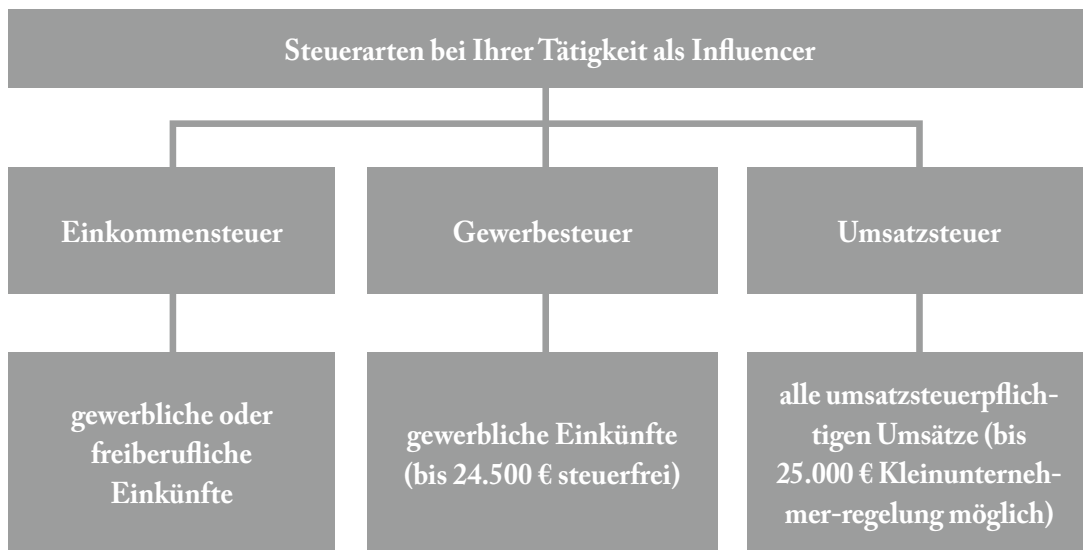 Steuerarten bei Ihrer Tätigkeit als Influencer
Einkommensteuer
Gewerbesteuer
Umsatzsteuer
gewerbliche oder
freiberufliche
Einkünfte
gewerbliche Einkünfte
(bis 24.500 € steuerfrei)
alle umsatzsteuerpflich-
tigen Umsätze (bis
25.000 € Kleinunterneh-
mer-regelung möglich)